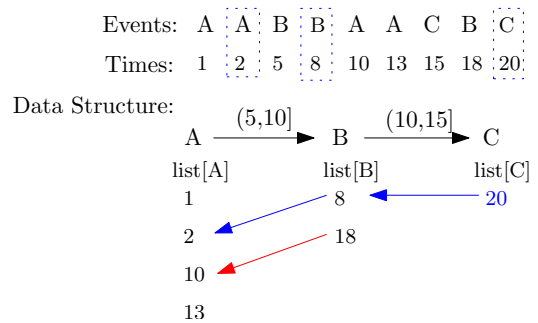 Events: A A B B A A C B C
Times: 1 2 5 8 10 13 15 18 20
Data Structure:
(5,10] (10,15]
A B C
list[A] list[B] list[C]
1 8 20
2 18
10
13